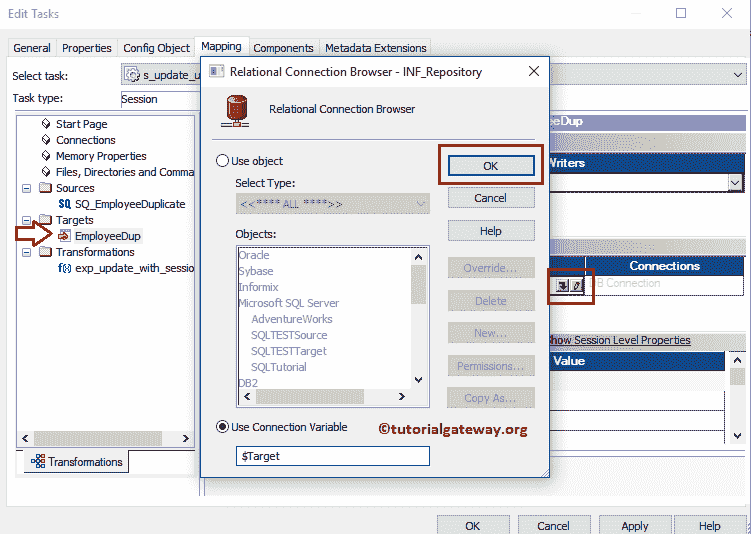 Edit Tasks
General Properties Config Object Mapping Components Metadata Extensions
Select task: s_update_u
Task type: Session
Start Page
Connections
Memory Properties
Files, Directories and Comma
Sources
SQ_EmployeeDuplicate
Targets
EmployeeDup
Transformations
f(x) exp_update_with_sessio
Transformations
Relational Connection Browser - INF_Repository
Relational Connection Browser
Use object
Select Type:
<<**** ALL ****>>
Objects:
Oracle
Sybase
Informix
Microsoft SQL Server
AdventureWorks
SQLTESTSource
SQLTESTTarget
SQLTutorial
DB2
Use Connection Variable
$Target
OK
Cancel
Help
Override...
Delete
New...
Permissions...
Copy As...
©tutorialgateway.org
eeDup
Writers
Connections
DB Connection
Show Session Level Properties
Value
OK Cancel Apply Help